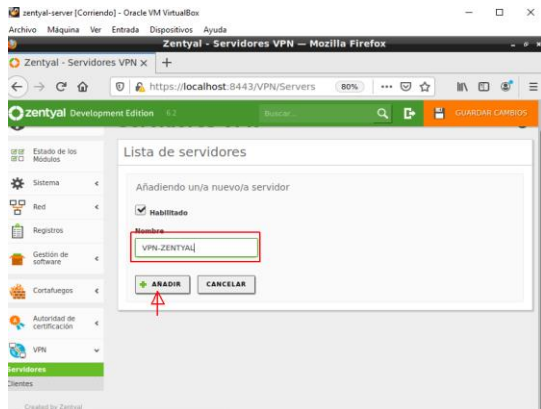 zentyal-server [Corriendo] - Oracle VM VirtualBox
Archivo Máquina Ver Entrada Dispositivos Ayuda
Zentyal - Servidores VPN — Mozilla Firefox
Zentyal - Servidores VPN
https://localhost:8443/VPN/Servers 80%
zentyal Development Edition 6.2 Buscar... GUARDAR CAMBIOS
Estado de los Módulos
Lista de servidores
Sistema
Añadiendo un/a nuevo/a servidor
Red
Habilitado
Registros
Nombre
Gestión de software
VPN-ZENTYAL
Cortafuegos
AÑADIR CANCELAR
Autoridad de certificación
VPN
Servidores
Clientes
Created by Zentyal